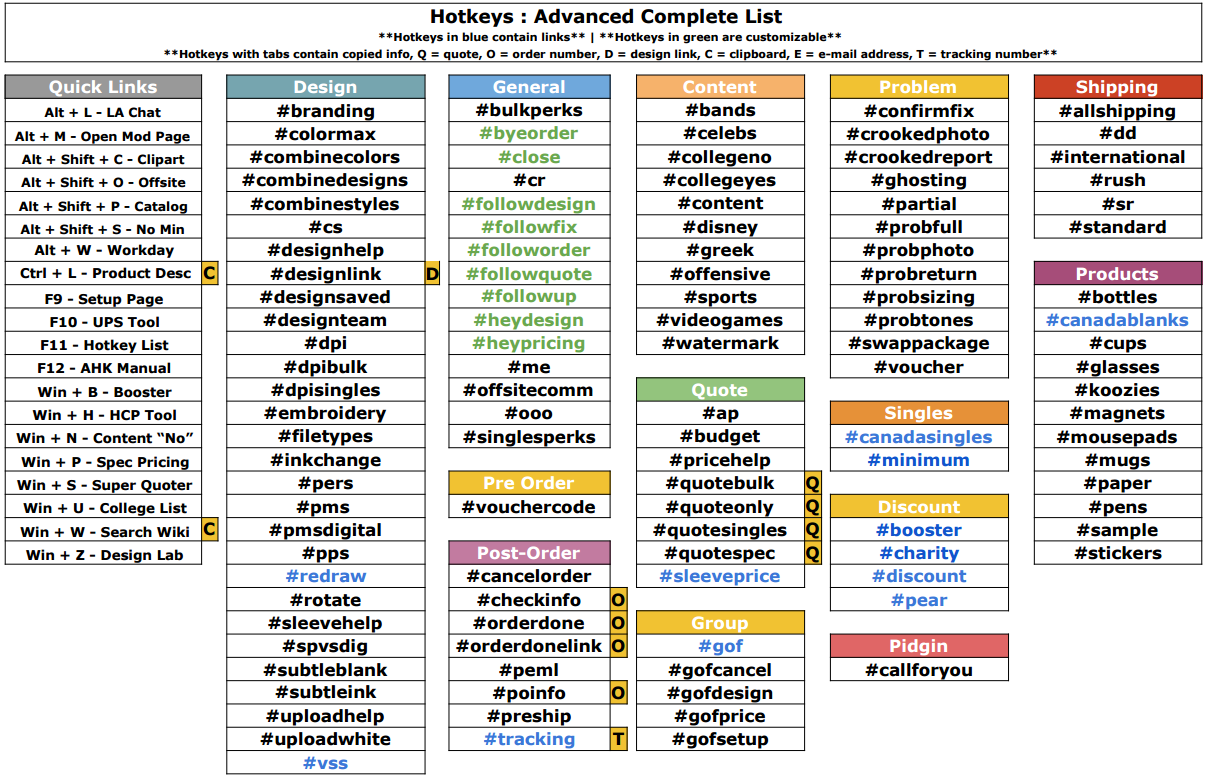 Hotkeys : Advanced Complete List
**Hotkeys in blue contain links** | **Hotkeys in green are customizable**
**Hotkeys with tabs contain copied info, Q = quote, O = order number, D = design link, C = clipboard, E = e-mail address, T = tracking number**
Quick Links
Alt + L - LA Chat
Alt + M - Open Mod Page
Alt + Shift + C - Clipart
Alt + Shift + O - Offsite
Alt + Shift + P - Catalog
Alt + Shift + S - No Min
Alt + W - Workday
Ctrl + L - Product Desc C
F9 - Setup Page
F10 - UPS Tool
F11 - Hotkey List
F12 - AHK Manual
Win + B - Booster
Win + H - HCP Tool
Win + N - Content “No”
Win + P - Spec Pricing
Win + S - Super Quoter
Win + U - College List
Win + W - Search Wiki C
Win + Z - Design Lab
Design
#branding
#colormax
#combinecolors
#combinedesigns
#combinestyles
#cs
#designhelp
#designlink D
#designsaved
#designteam
#dpi
#dpibulk
#dpisingles
#embroidery
#filetypes
#inkchange
#pers
#pms
#pmsdigital
#pps
#redraw
#rotate
#sleevehelp
#spvsdig
#subtleblank
#subtleink
#uploadhelp
#uploadwhite
#vss
General
#bulkperks
#byeorder
#close
#cr
#followdesign
#followfix
#followorder
#followquote
#followup
#heydesign
#heypricing
#me
#offsitecomm
#ooo
#singlesperks
Pre Order
#vouchercode
Post-Order
#cancelorder
#checkinfo O
#orderdone O
#orderdonelink O
#peml
#poinfo O
#preship
#tracking T
Content
#bands
#celebs
#collegeno
#collegeyes
#content
#disney
#greek
#offensive
#sports
#videogames
#watermark
Quote
#ap
#budget
#pricehelp
#quotebulk Q
#quoteonly Q
#quotesingles Q
#quotespec Q
#sleeveprice
Group
#gof
#gofcancel
#gofdesign
#gofprice
#gofsetup
Problem
#confirmfix
#crookedphoto
#crookedreport
#ghosting
#partial
#probfull
#probphoto
#probreturn
#probsizing
#probtones
#swappackage
#voucher
Singles
#canadasingles
#minimum
Discount
#booster
#charity
#discount
#pear
Pidgin
#callforyou
Shipping
#allshipping
#dd
#international
#rush
#sr
#standard
Products
#bottles
#canadablanks
#cups
#glasses
#koozies
#magnets
#mousepads
#mugs
#paper
#pens
#sample
#stickers